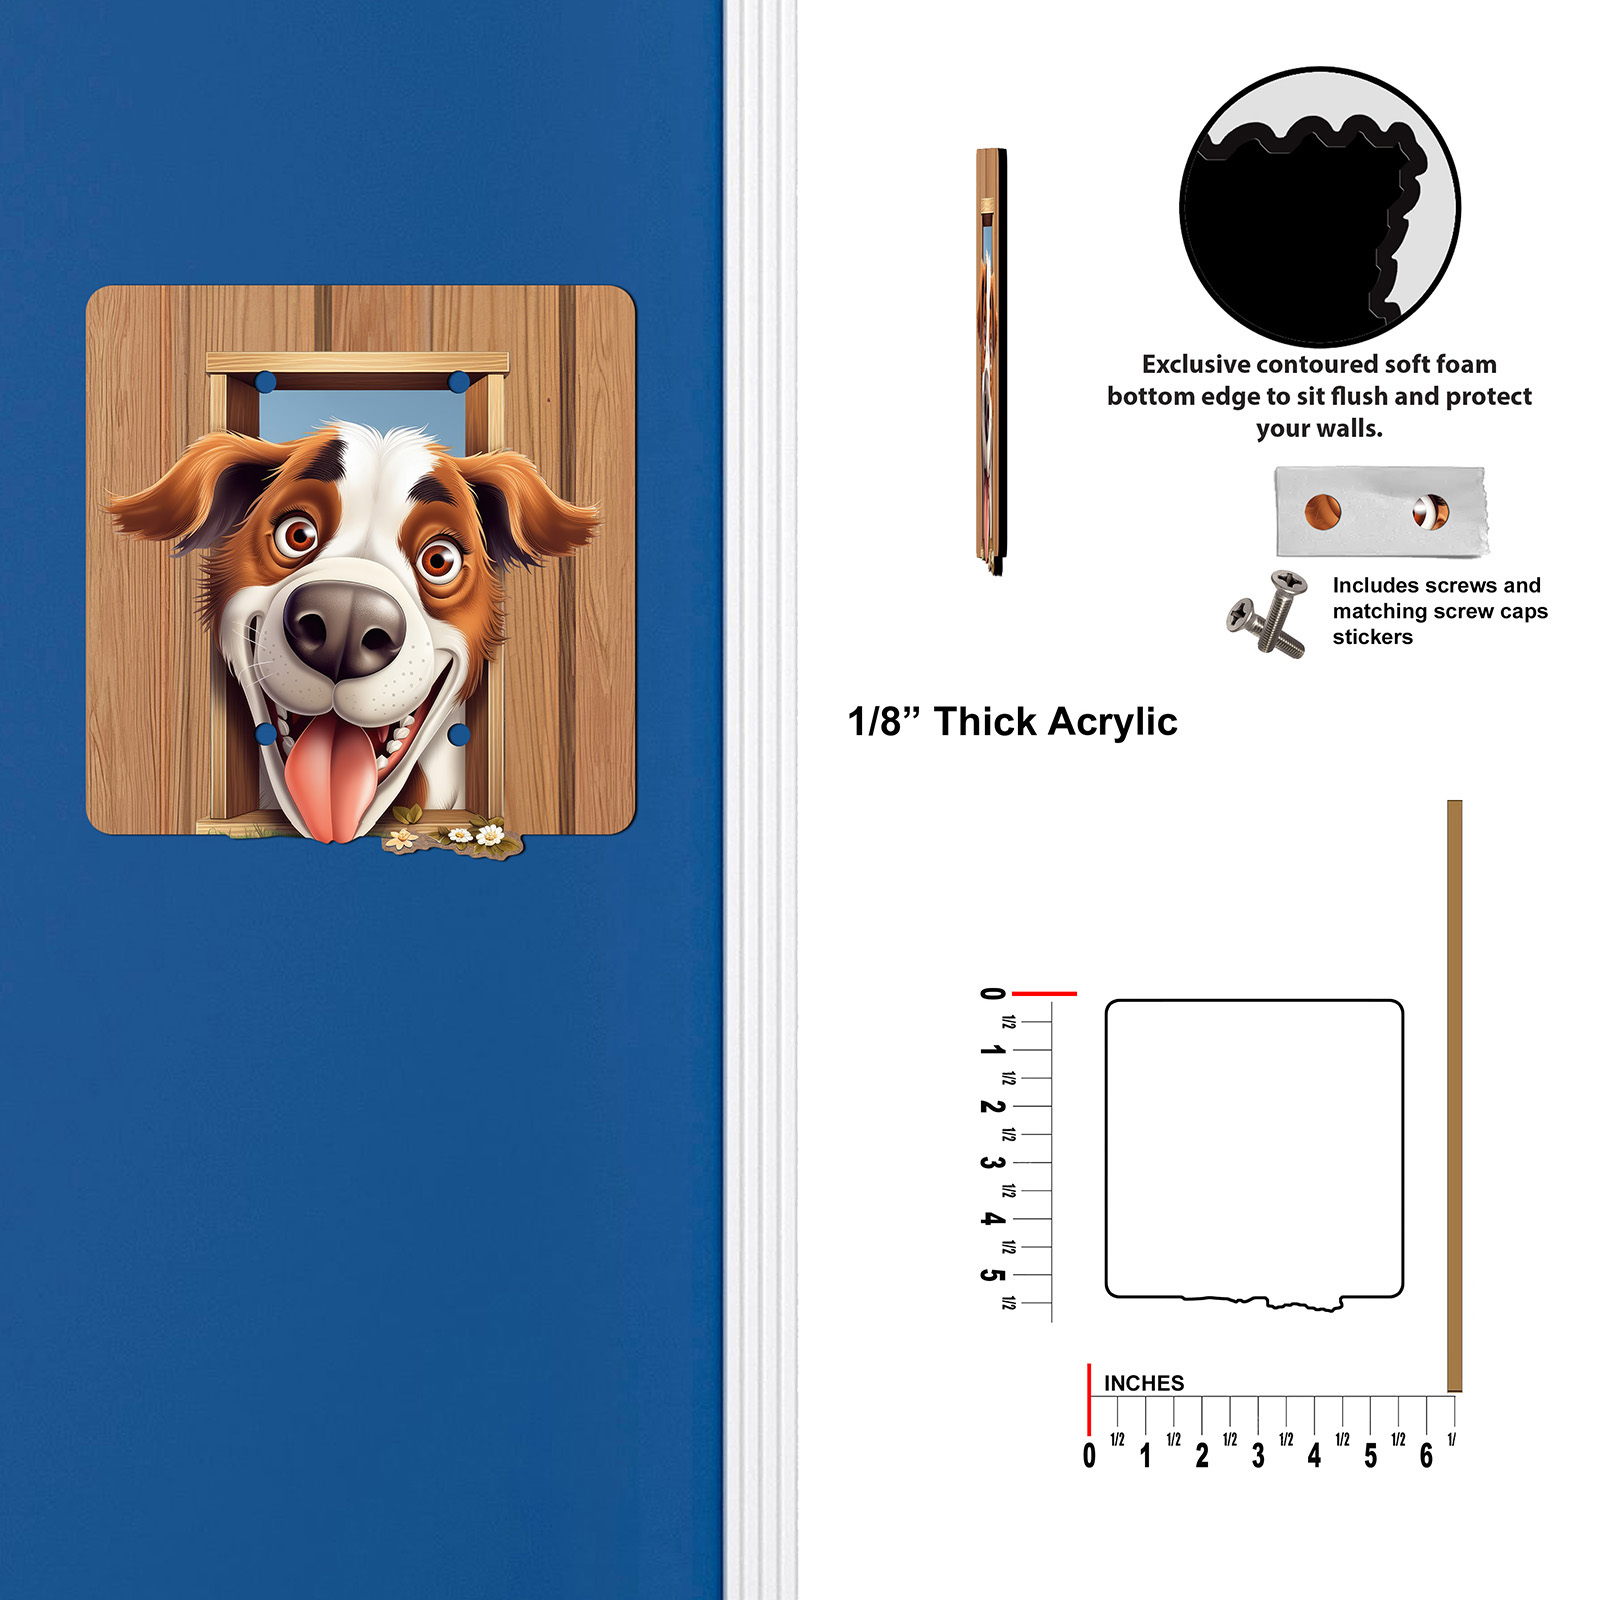 Exclusive contoured soft foam
bottom edge to sit flush and protect
your walls.
Includes screws and
matching screw caps
stickers
1/8” Thick Acrylic
0
1/2
1
1/2
2
1/2
3
1/2
4
1/2
5
1/2
INCHES
0 1/2 1 1/2 2 1/2 3 1/2 4 1/2 5 1/2 6 1/